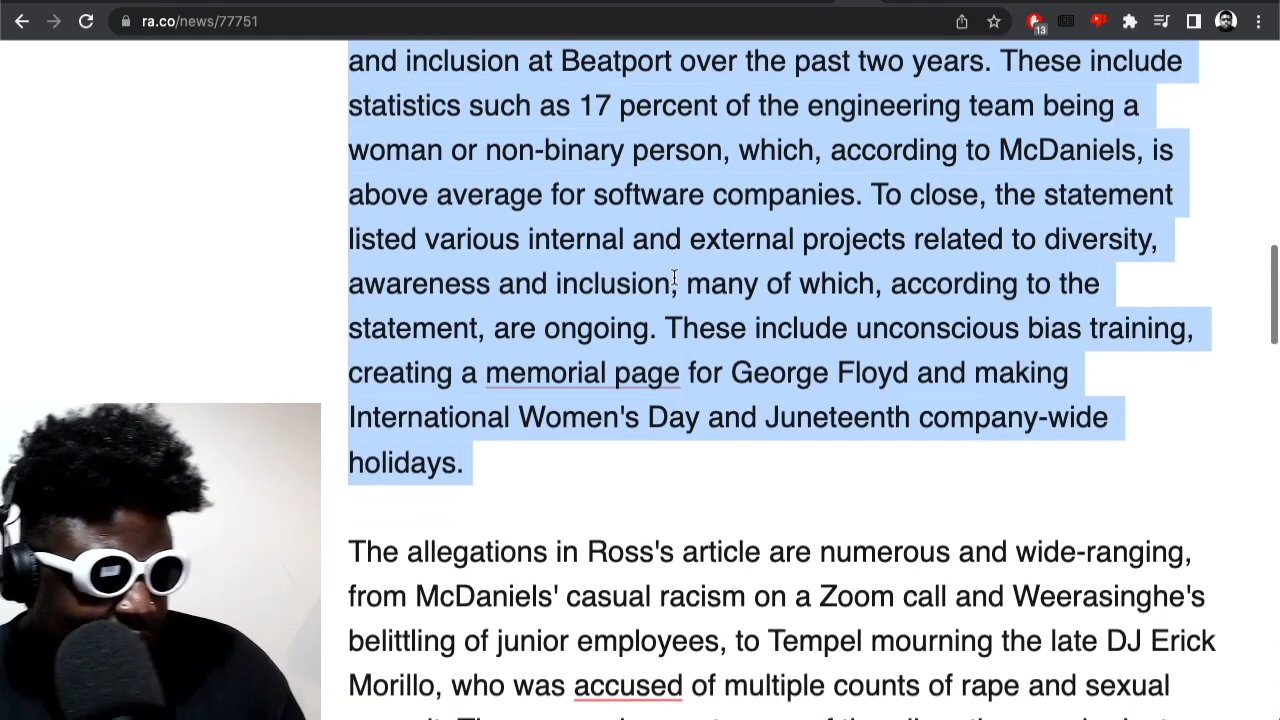 ra.co/news/77751
13
and inclusion at Beatport over the past two years. These include
statistics such as 17 percent of the engineering team being a
woman or non-binary person, which, according to McDaniels, is
above average for software companies. To close, the statement
listed various internal and external projects related to diversity,
awareness and inclusion, many of which, according to the
statement, are ongoing. These include unconscious bias training,
creating a memorial page for George Floyd and making
International Women's Day and Juneteenth company-wide
holidays.
The allegations in Ross's article are numerous and wide-ranging,
from McDaniels' casual racism on a Zoom call and Weerasinghe's
belittling of junior employees, to Tempel mourning the late DJ Erick
Morillo, who was accused of multiple counts of rape and sexual